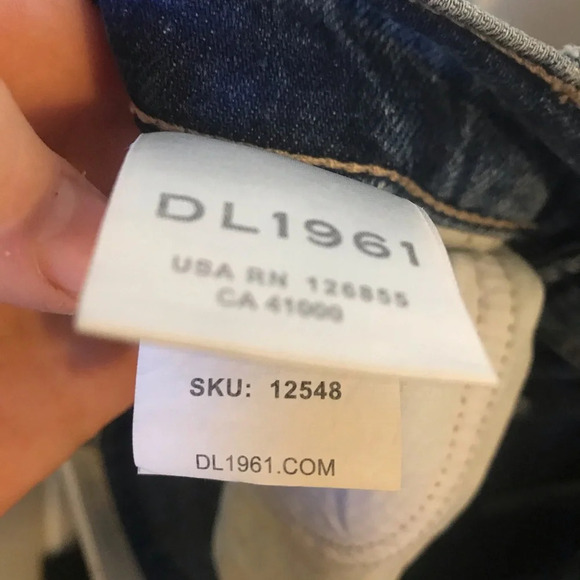 DL1961
USA RN 126855
CA 41000
SKU: 12548
DL1961.COM